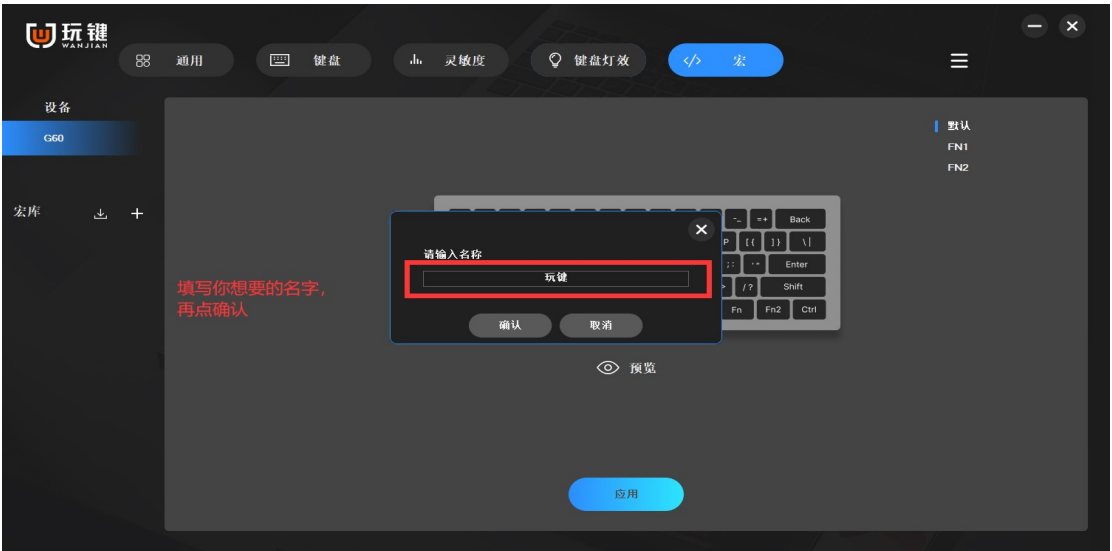 玩键
WANJIAN
通用
键盘
灵敏度
键盘灯效
宏
设备
G60
默认
FN1
FN2
宏库
-_ =+ Back
P [{ ]} \|
;: '" Enter
/? Shift
Fn Fn2 Ctrl
请输入名称
玩键
确认 取消
填写你想要的名字，
再点确认
预览
应用